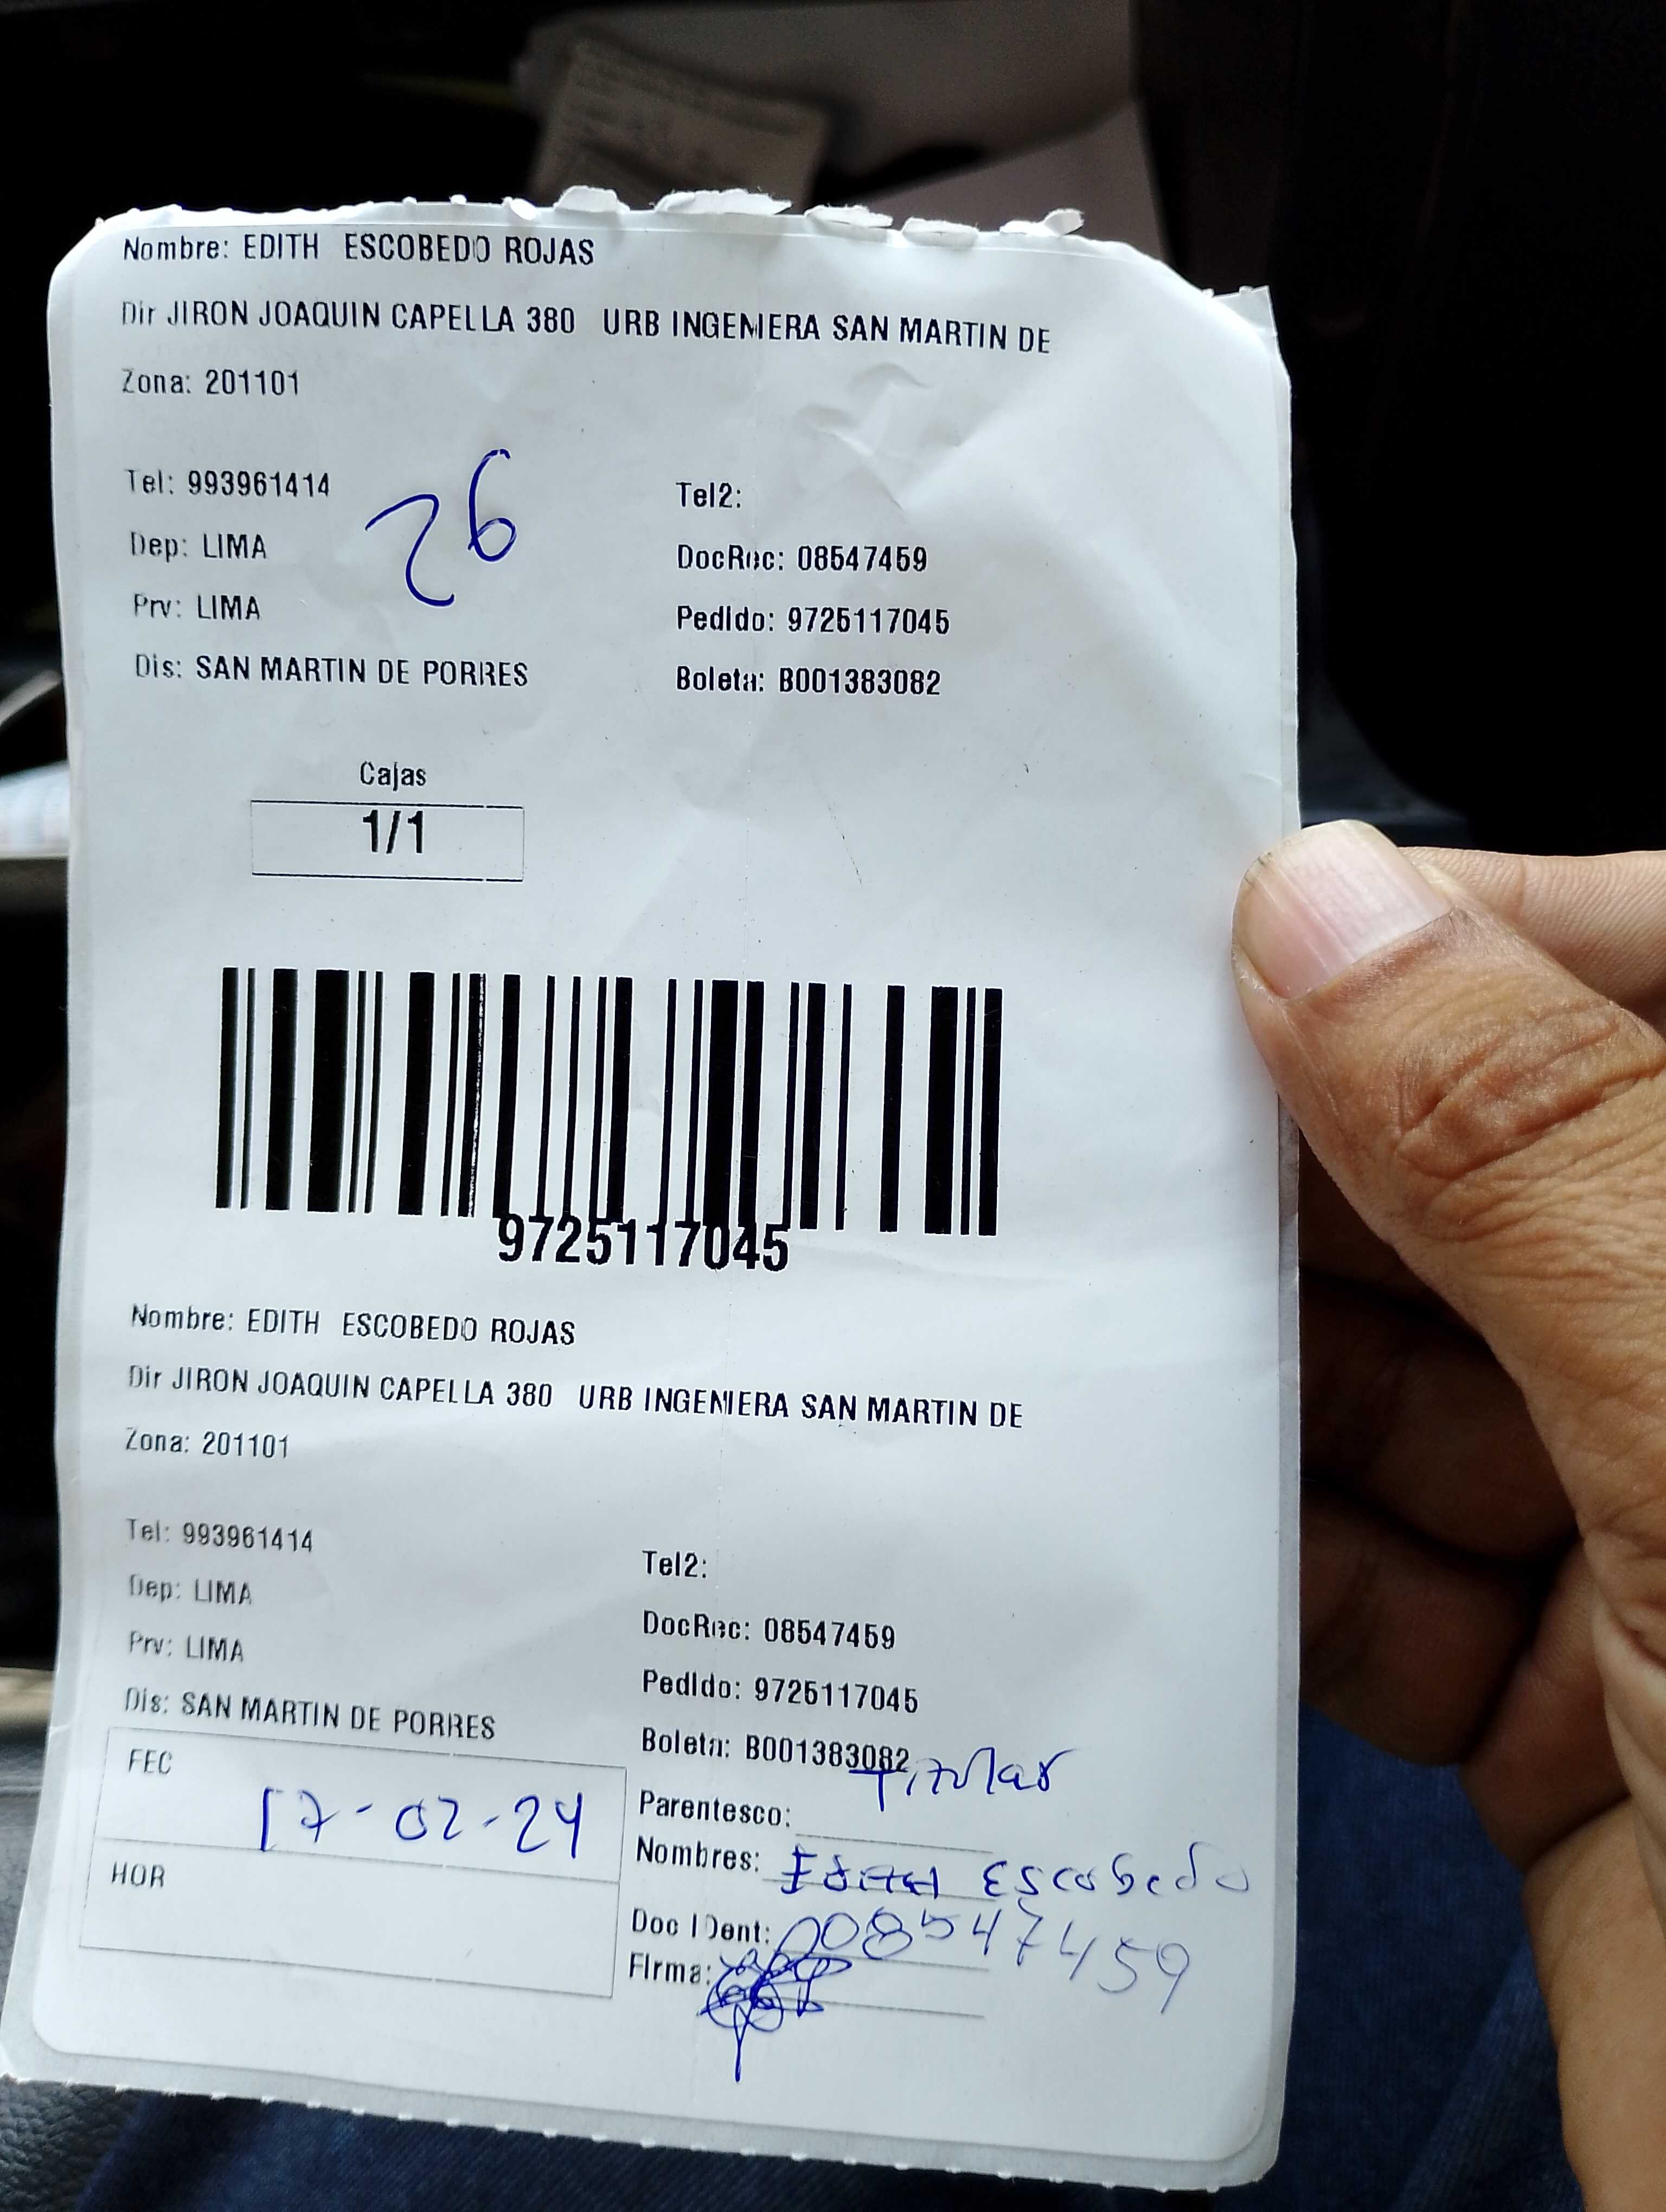 Nombre: EDITH ESCOBEDO ROJAS
Dir JIRON JOAQUIN CAPELLA 380 URB INGENIERA SAN MARTIN DE
Zona: 201101
Tel: 993961414
26
Tel2:
Dep: LIMA
DocRec: 08547459
Prv: LIMA
Pedido: 9725117045
Dis: SAN MARTIN DE PORRES
Boleta: B001383082
Cajas
1/1
9725117045
Nombre: EDITH ESCOBEDO ROJAS
Dir JIRON JOAQUIN CAPELLA 380 URB INGENIERA SAN MARTIN DE
Zona: 201101
Tel: 993961414
Tel2:
Dep: LIMA
DocRec: 08547459
Prv: LIMA
Pedido: 9725117045
Dis: SAN MARTIN DE PORRES
Boleta: B001383082
FEC 17-02-24
Parentesco: Titular
Nombres: Edith Escobedo
HOR
Doc IDent: 008547459
Firma: